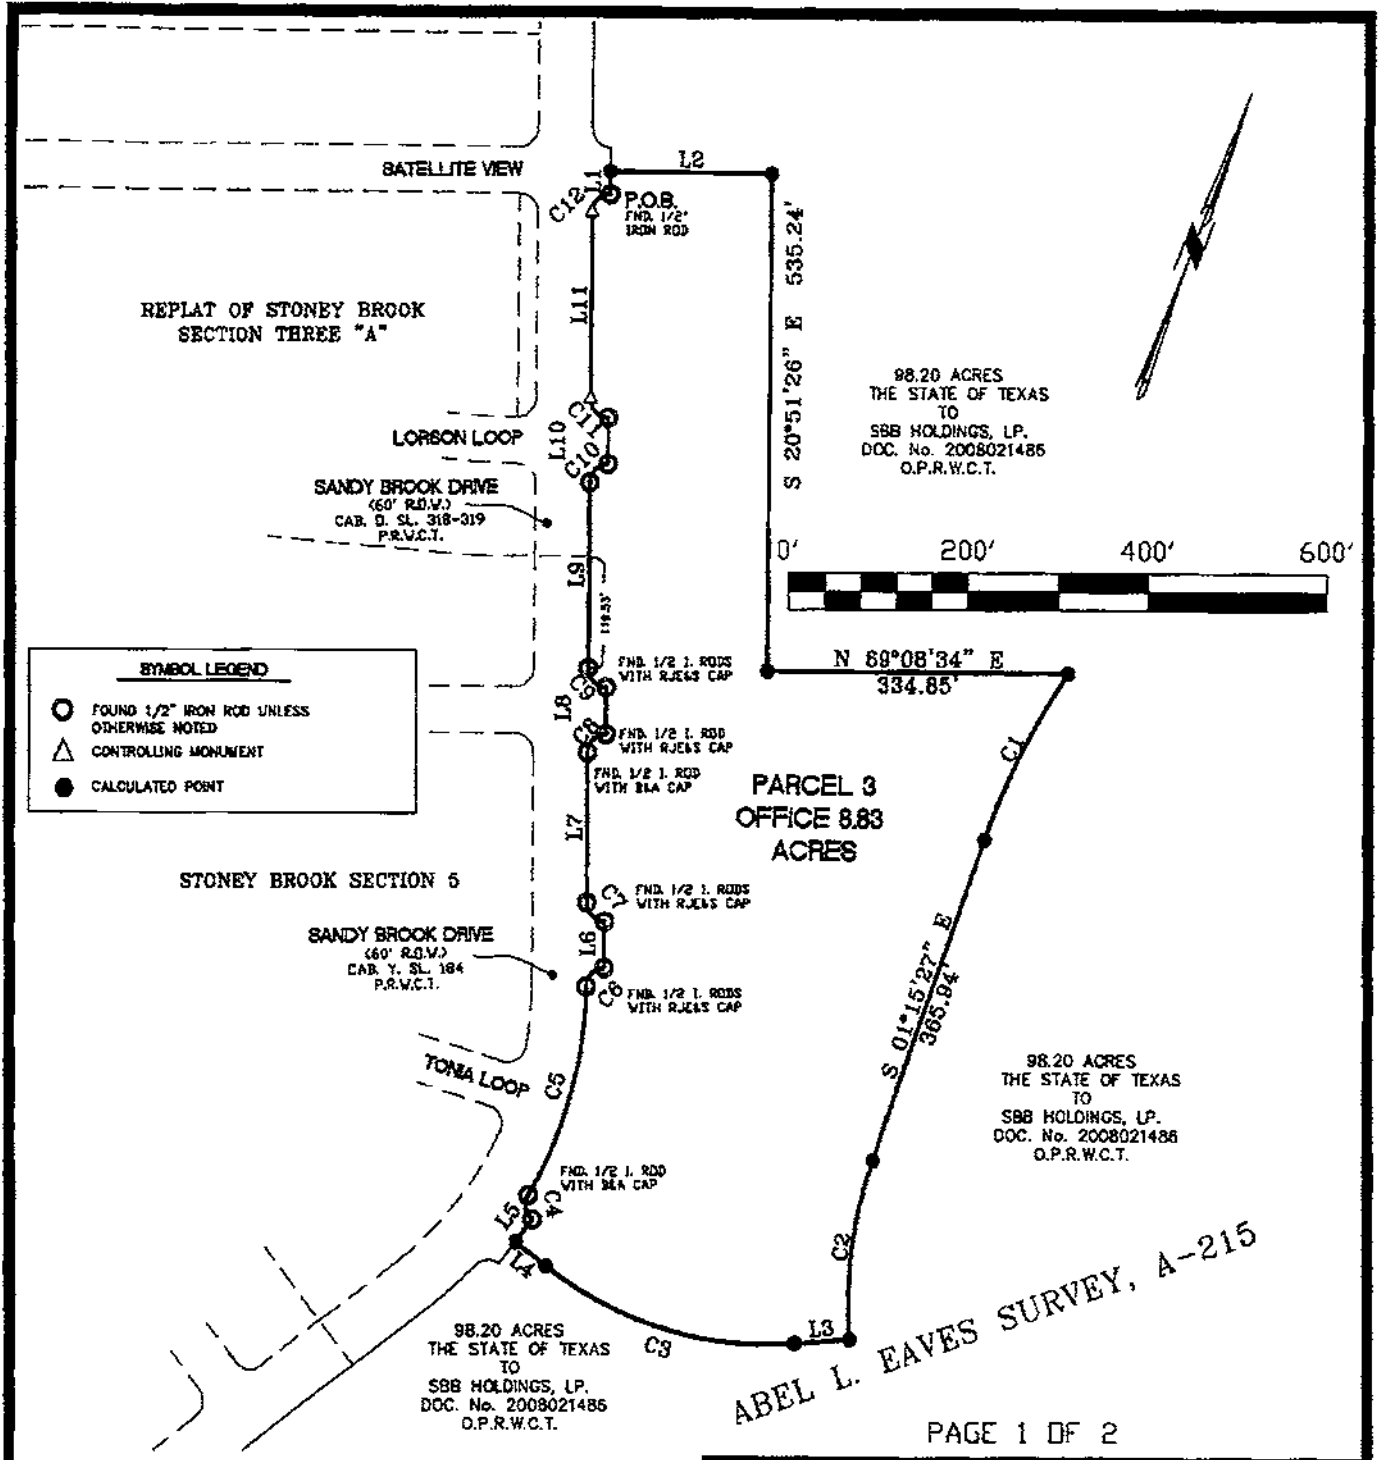 SATELLITE VIEW
L2
L1
C12
P.O.B.
FND. 1/2"
IRON ROD
S 20°51'26" E 535.24'
L11
REPLAT OF STONEY BROOK
SECTION THREE "A"
98.20 ACRES
THE STATE OF TEXAS
TO
SBB HOLDINGS, LP.
DOC. No. 2008021486
O.P.R.W.C.T.
C11
LORSON LOOP
L10
C10
SANDY BROOK DRIVE
(60' R.O.W.)
CAB. D. SL. 318-319
P.R.W.C.T.
0' 200' 400' 600'
L9
SYMBOL LEGEND
FOUND 1/2" IRON ROD UNLESS
OTHERWISE NOTED
CONTROLLING MONUMENT
CALCULATED POINT
FND. 1/2 I. RODS
WITH RJE&S CAP
C9
N 69°08'34" E
334.85'
L8
C8
FND. 1/2 I. ROD
WITH RJE&S CAP
FND. 1/2 I. ROD
WITH B&A CAP
C1
PARCEL 3
OFFICE 8.83
ACRES
L7
STONEY BROOK SECTION 5
C7
FND. 1/2 I. RODS
WITH RJE&S CAP
SANDY BROOK DRIVE
(60' R.O.W.)
CAB. Y. SL. 184
P.R.W.C.T.
L6
C6
FND. 1/2 I. RODS
WITH RJE&S CAP
S 01°15'27" E
365.94'
TONIA LOOP
C5
98.20 ACRES
THE STATE OF TEXAS
TO
SBB HOLDINGS, LP.
DOC. No. 2008021486
O.P.R.W.C.T.
FND. 1/2 I. ROD
WITH B&A CAP
C4
L5
L4
C2
C3
L3
98.20 ACRES
THE STATE OF TEXAS
TO
SBB HOLDINGS, LP.
DOC. No. 2008021486
O.P.R.W.C.T.
ABEL L. EAVES SURVEY, A-215
PAGE 1 OF 2